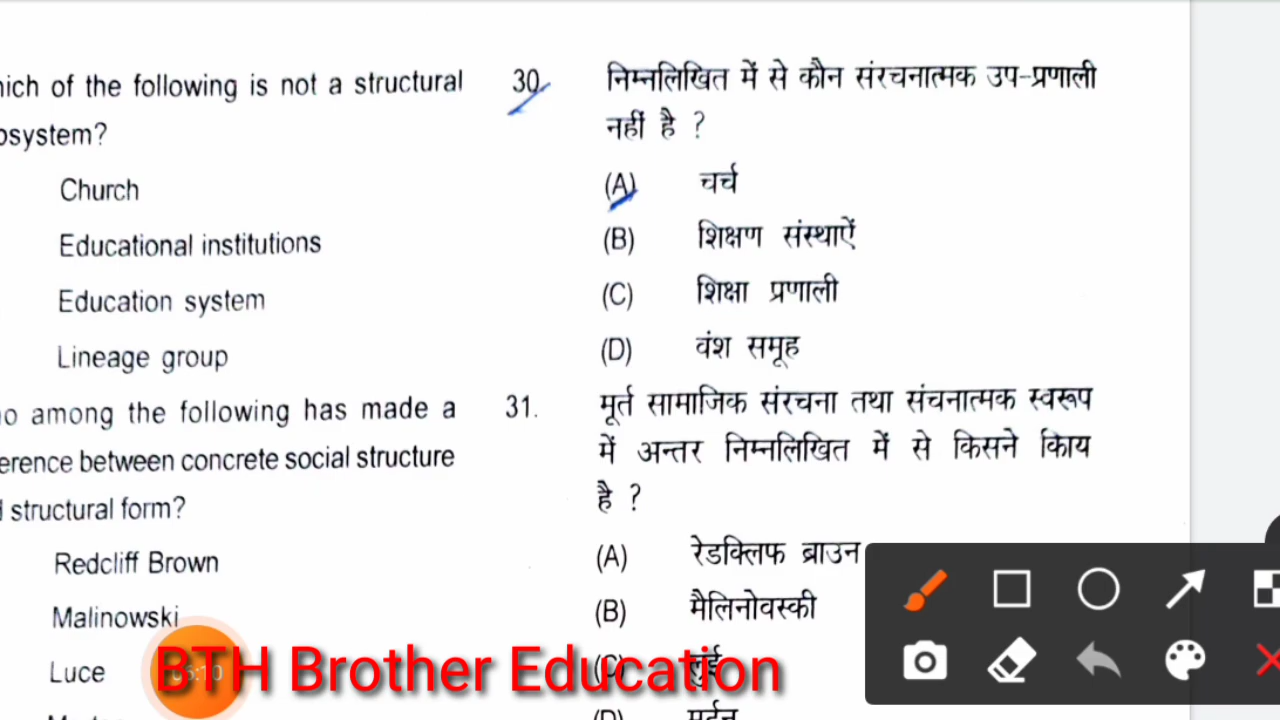 hich of the following is not a structural
osystem?
Church
Educational institutions
Education system
Lineage group
o among the following has made a
erence between concrete social structure
structural form?
Redcliff Brown
Malinowski
Luce
30. निम्नलिखित में से कौन संरचनात्मक उप-प्रणाली
नहीं है ?
(A) चर्च
(B) शिक्षण संस्थाऐं
(C) शिक्षा प्रणाली
(D) वंश समूह
31. मूर्त सामाजिक संरचना तथा संचनात्मक स्वरूप
में अन्तर निम्नलिखित में से किसने किाय
है ?
(A) रेडक्लिफ ब्राउन
(B) मैलिनोवस्की
(C) लुई
(D) मर्टन
BTH Brother Education